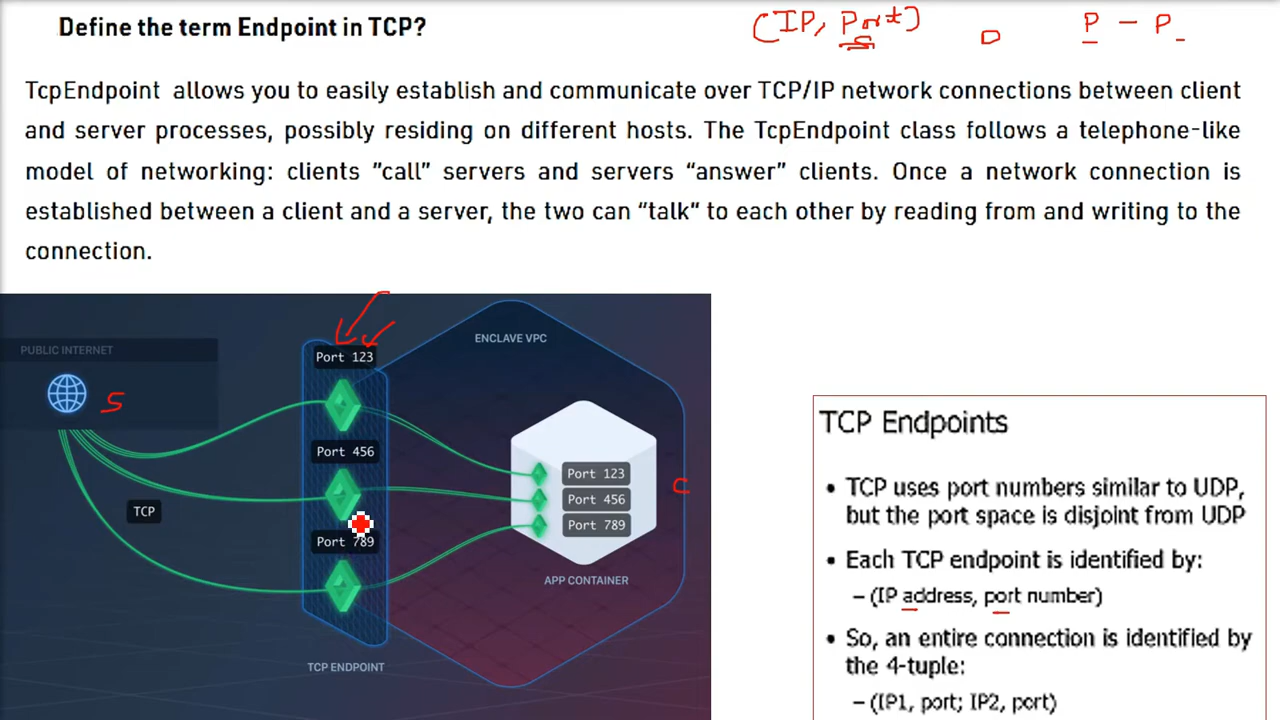 Define the term Endpoint in TCP?
(IP, Port)
P - P
TcpEndpoint allows you to easily establish and communicate over TCP/IP network connections between client
and server processes, possibly residing on different hosts. The TcpEndpoint class follows a telephone-like
model of networking: clients ”call” servers and servers “answer” clients. Once a network connection is
established between a client and a server, the two can “talk” to each other by reading from and writing to the
connection.
PUBLIC INTERNET
S
TCP
Port 123
Port 456
Port 789
TCP ENDPOINT
ENCLAVE VPC
Port 123
Port 456
Port 789
APP CONTAINER
C
TCP Endpoints
• TCP uses port numbers similar to UDP,
but the port space is disjoint from UDP
• Each TCP endpoint is identified by:
– (IP address, port number)
• So, an entire connection is identified by
the 4-tuple:
– (IP1, port; IP2, port)